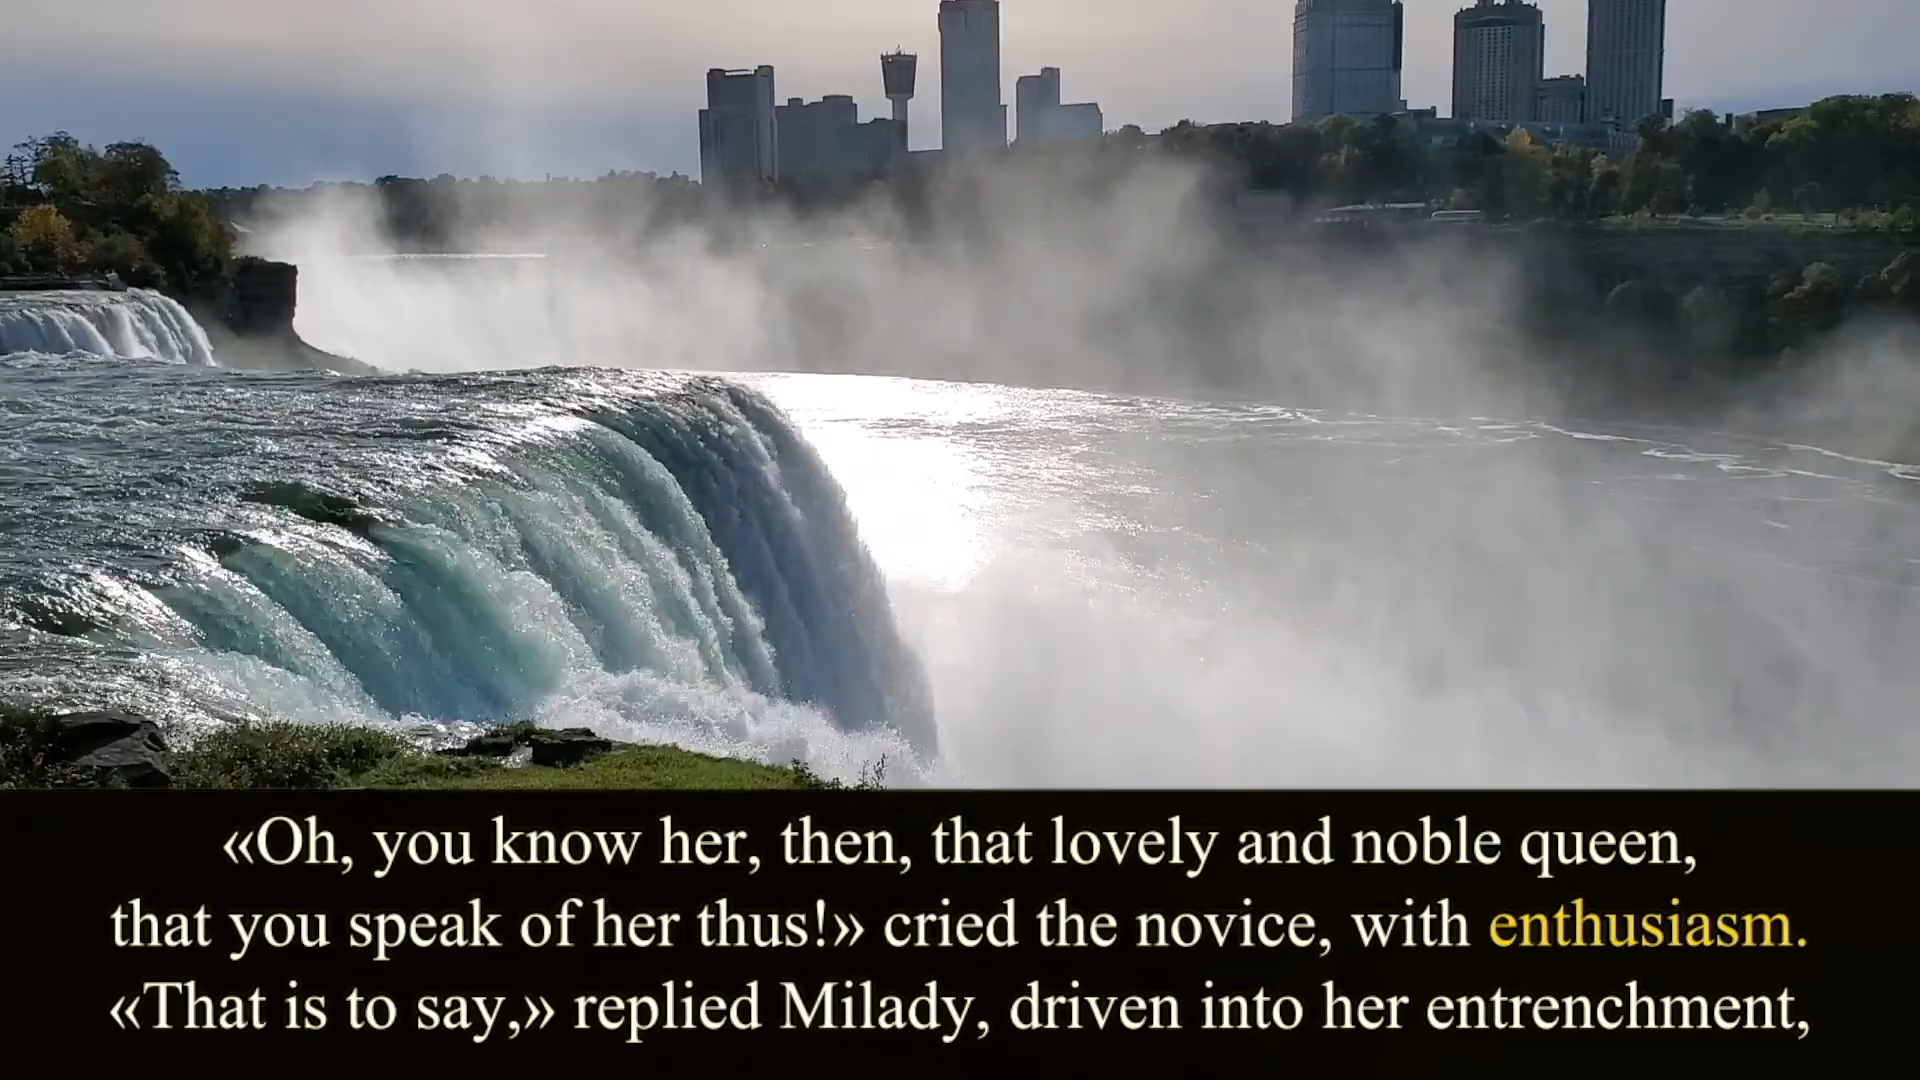 «Oh, you know her, then, that lovely and noble queen,
that you speak of her thus!» cried the novice, with enthusiasm.
«That is to say,» replied Milady, driven into her entrenchment,